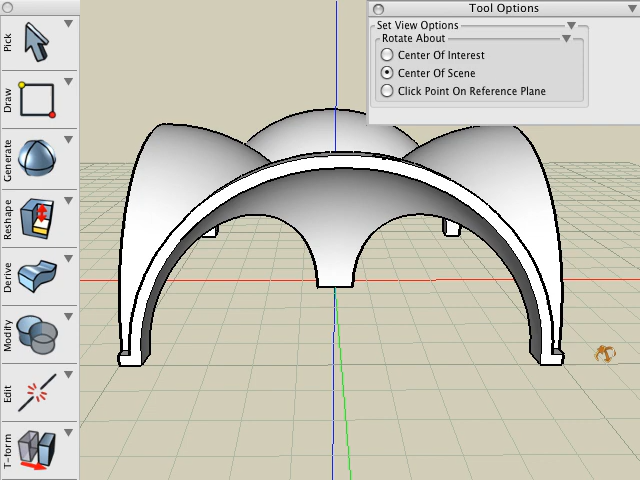 Tool Options
Set View Options
Rotate About
Center Of Interest
Center Of Scene
Click Point On Reference Plane
Pick
Draw
Generate
Reshape
Derive
Modify
Edit
T-form